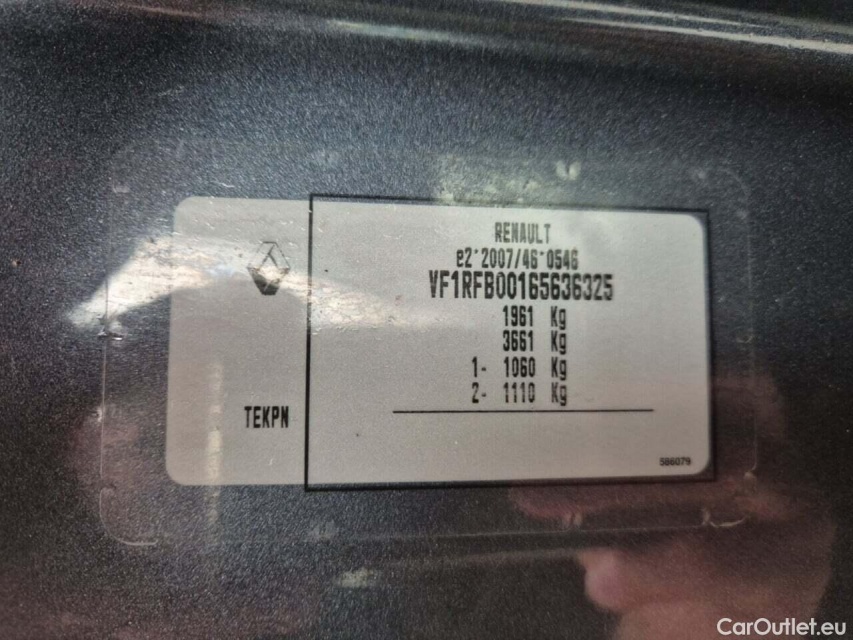 RENAULT
e2*2007/46*0546
VF1RFB00165636325
1961 Kg
3661 Kg
1- 1060 Kg
2- 1110 Kg
TEKPN
586079
CarOutlet.eu